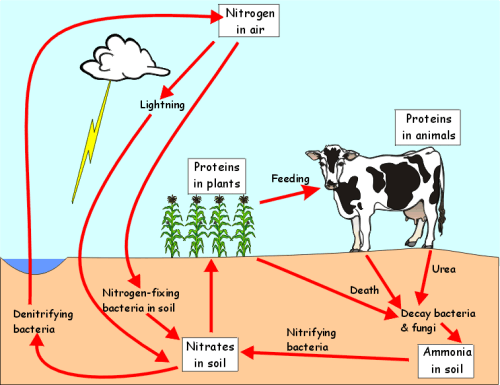 Nitrogen
in air
Lightning
Proteins
in animals
Proteins
in plants
Feeding
Urea
Death
Nitrogen-fixing
bacteria in soil
Denitrifying
bacteria
Decay bacteria
& fungi
Nitrifying
bacteria
Nitrates
in soil
Ammonia
in soil